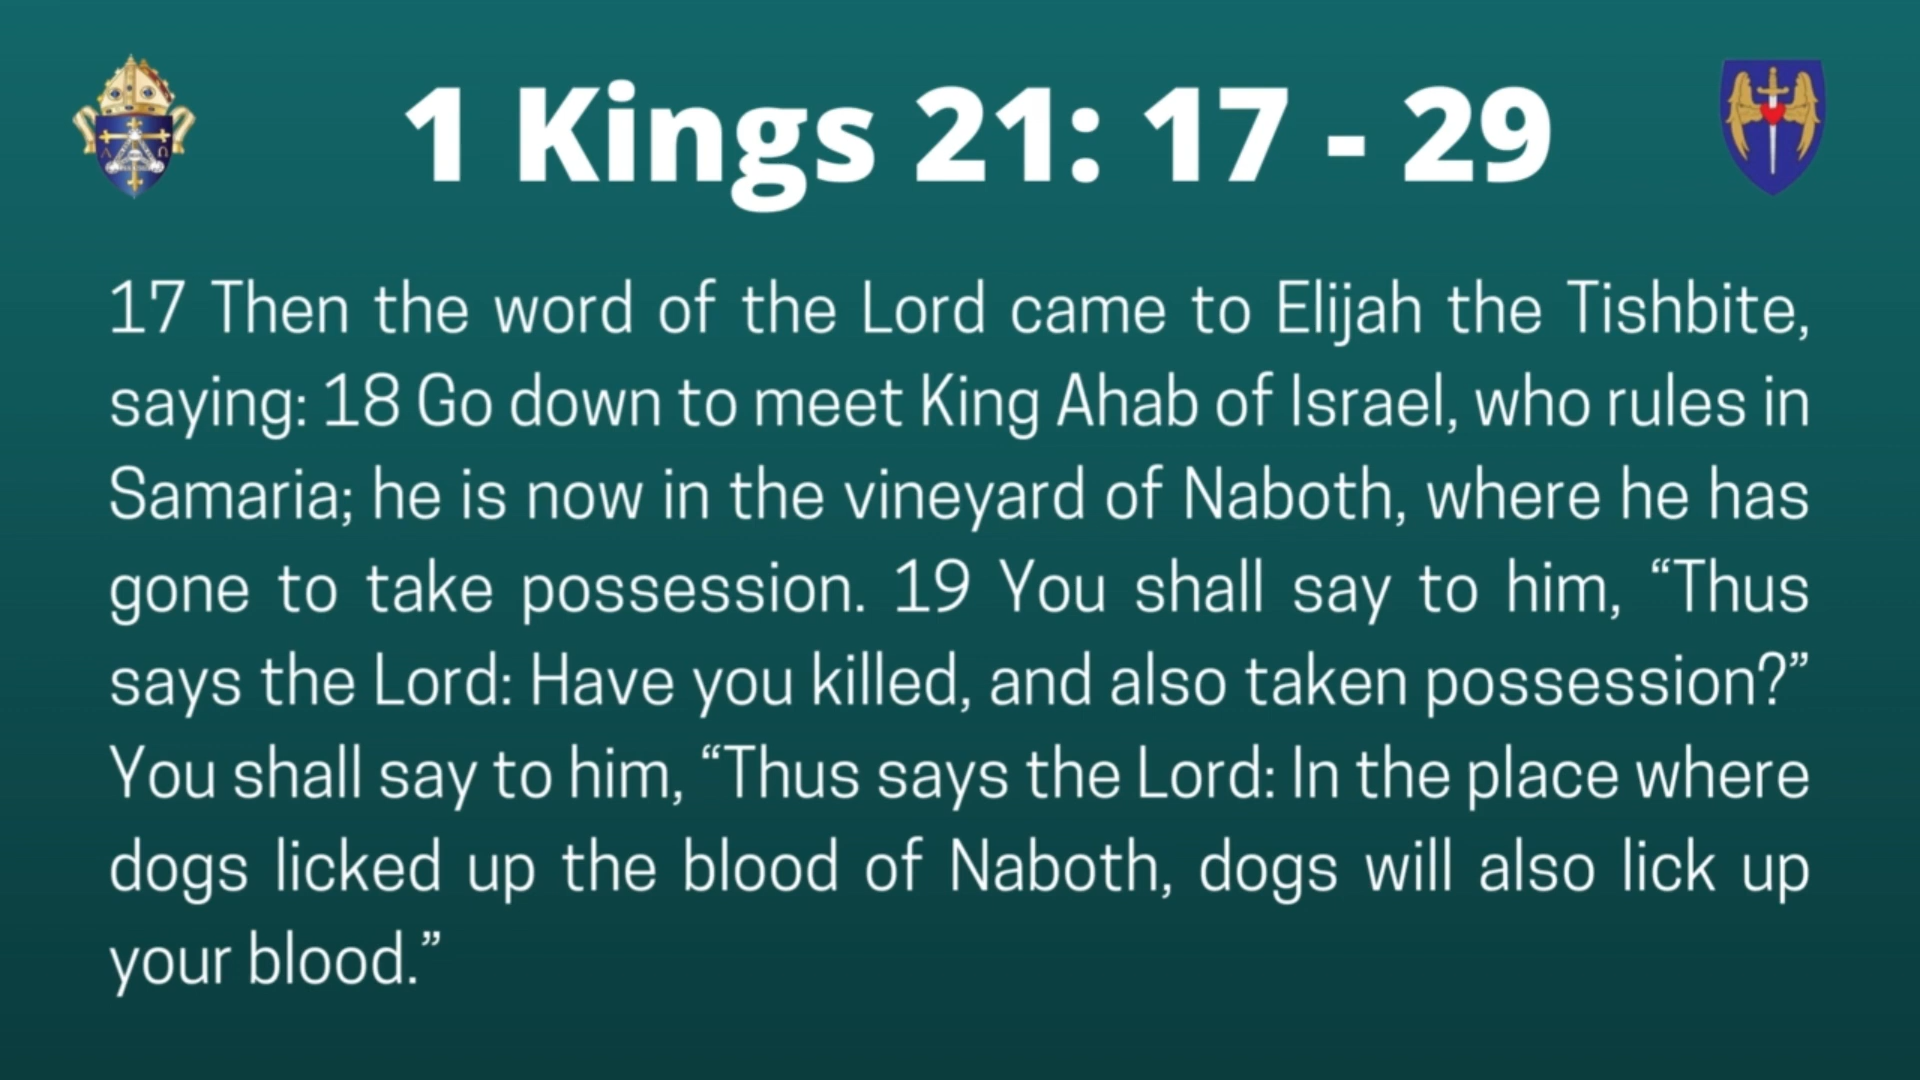 1 Kings 21: 17 - 29
17 Then the word of the Lord came to Elijah the Tishbite,
saying: 18 Go down to meet King Ahab of Israel, who rules in
Samaria; he is now in the vineyard of Naboth, where he has
gone to take possession. 19 You shall say to him, “Thus
says the Lord: Have you killed, and also taken possession?”
You shall say to him, “Thus says the Lord: In the place where
dogs licked up the blood of Naboth, dogs will also lick up
your blood.”
Α Ω